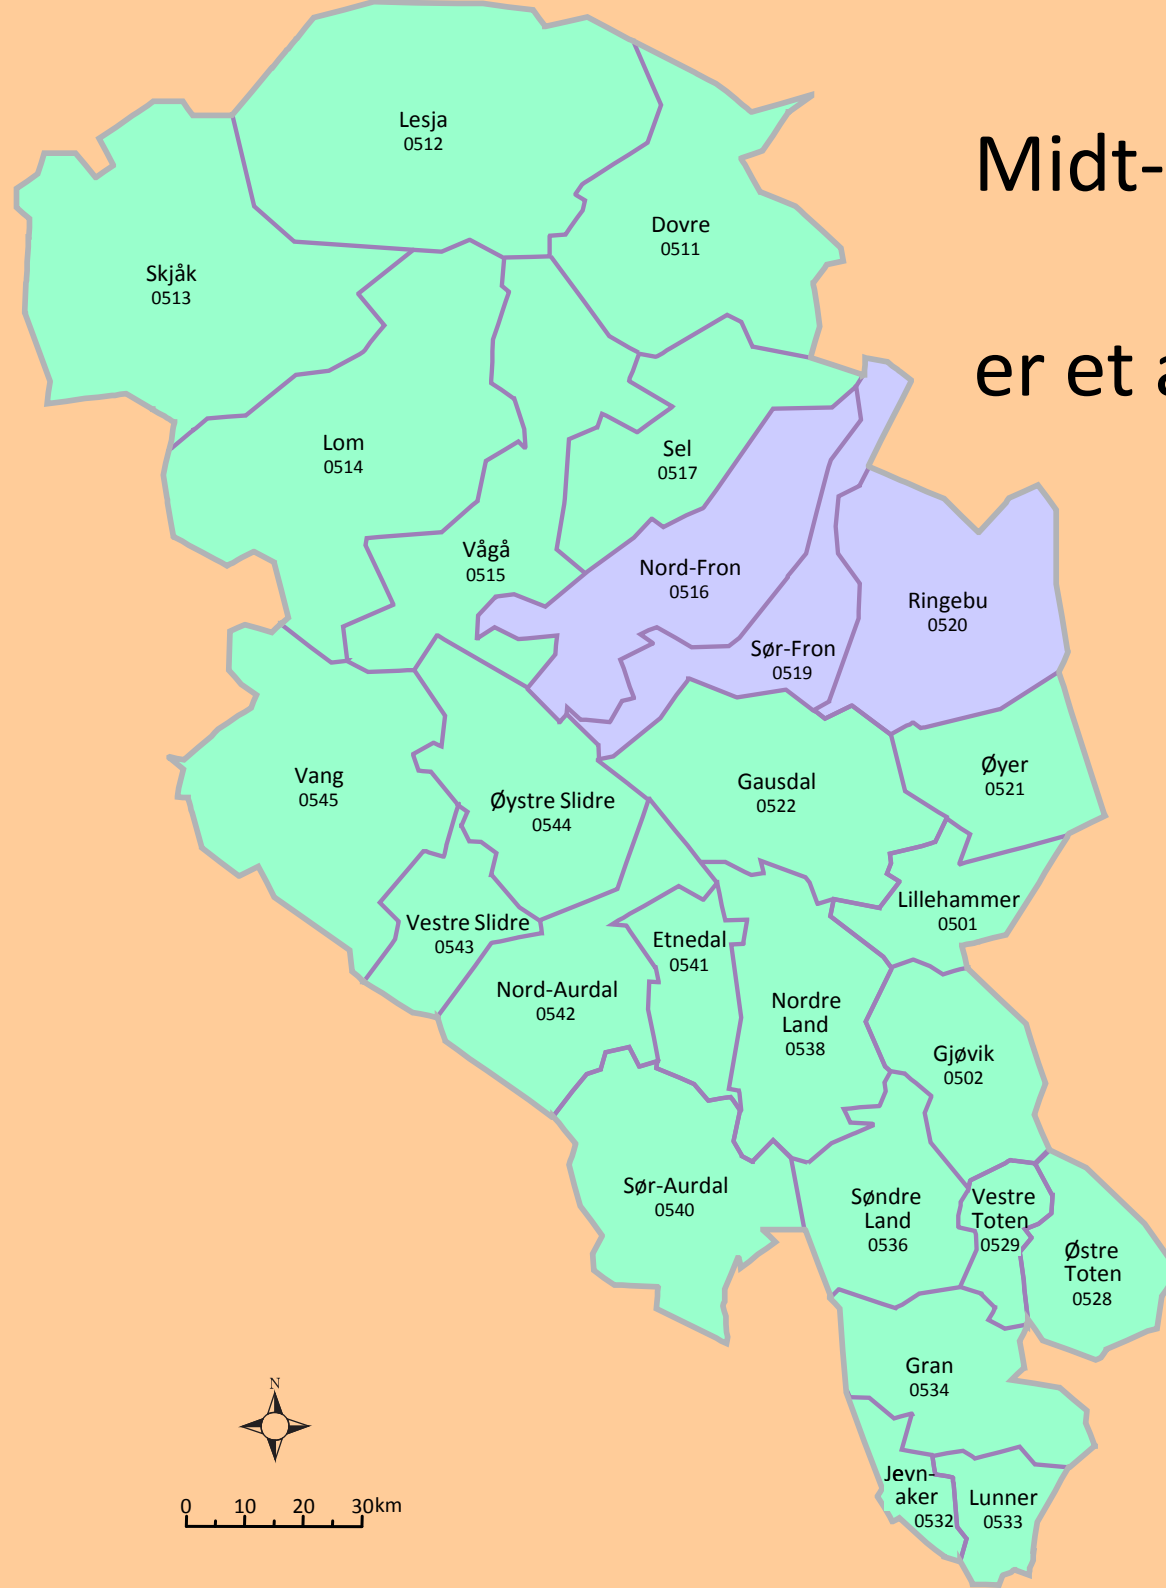 Midt-
er et a
Lesja
0512
Dovre
0511
Skjåk
0513
Lom
0514
Sel
0517
Vågå
0515
Nord-Fron
0516
Ringebu
0520
Sør-Fron
0519
Vang
0545
Øystre Slidre
0544
Gausdal
0522
Øyer
0521
Lillehammer
0501
Vestre Slidre
0543
Etnedal
0541
Nord-Aurdal
0542
Nordre
Land
0538
Gjøvik
0502
Sør-Aurdal
0540
Søndre
Land
0536
Vestre
Toten
0529
Østre
Toten
0528
Gran
0534
Jevn-
aker
0532
Lunner
0533
N
0 10 20 30km